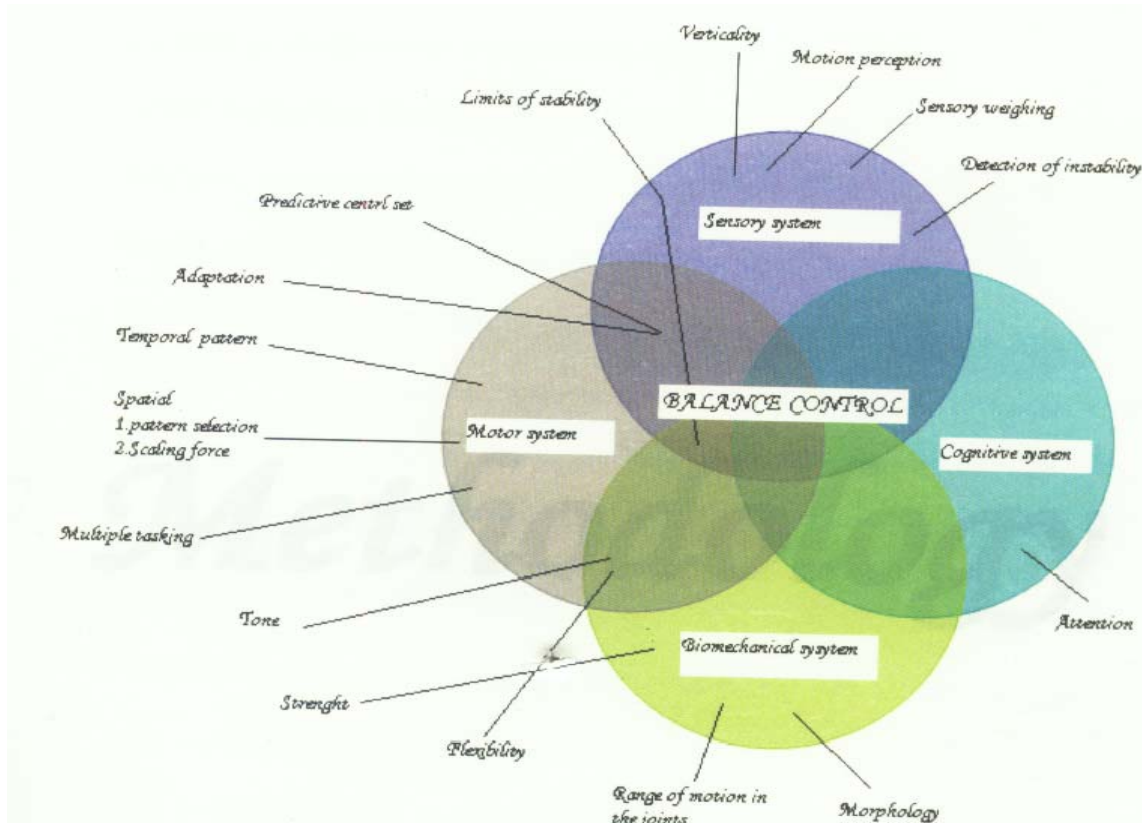 Verticality
Motion perception
Limits of stability
Sensory weighing
Detection of instability
Predictive centrl set
Sensory system
Adaptation
Temporal pattern
Spatial
1.pattern selection
2.Scaling force
BALANCE CONTROL
Motor system
Cognitive system
Multiple tasking
Tone
Attention
Biomechanical sysytem
Strenght
Flexibility
Range of motion in
the joints
Morphology